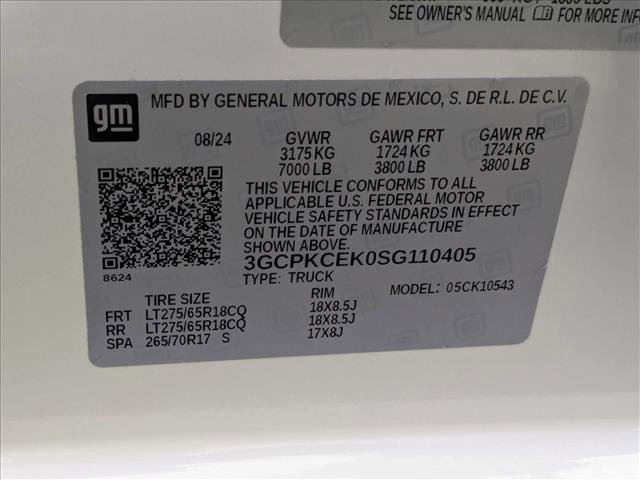 SEE OWNER'S MANUAL FOR MORE INFO
gm MFD BY GENERAL MOTORS DE MEXICO, S. DE R.L. DE C.V.
08/24 GVWR GAWR FRT GAWR RR
3175 KG 1724 KG 1724 KG
7000 LB 3800 LB 3800 LB
THIS VEHICLE CONFORMS TO ALL
APPLICABLE U.S. FEDERAL MOTOR
VEHICLE SAFETY STANDARDS IN EFFECT
ON THE DATE OF MANUFACTURE
SHOWN ABOVE.
3GCPKCEK0SG110405
8624
TYPE: TRUCK MODEL: 05CK10543
TIRE SIZE RIM
FRT LT275/65R18CQ 18X8.5J
RR LT275/65R18CQ 18X8.5J
SPA 265/70R17 S 17X8J